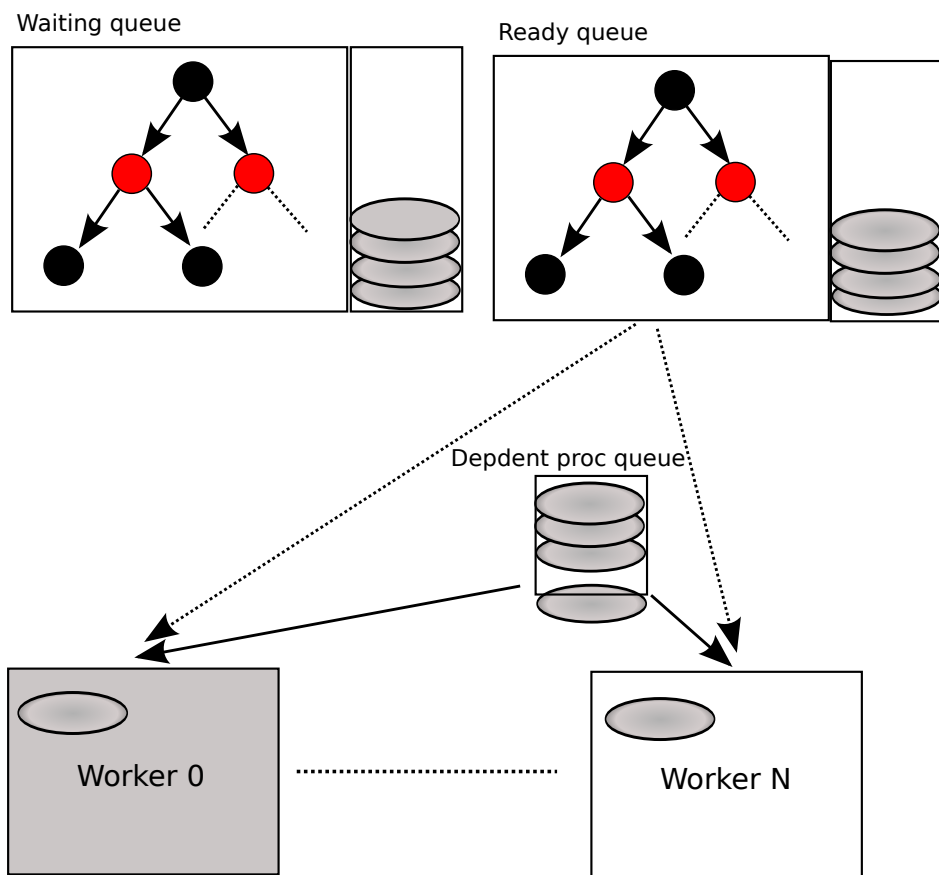 Waiting queue
Ready queue
Depdent proc queue
Worker 0
Worker N